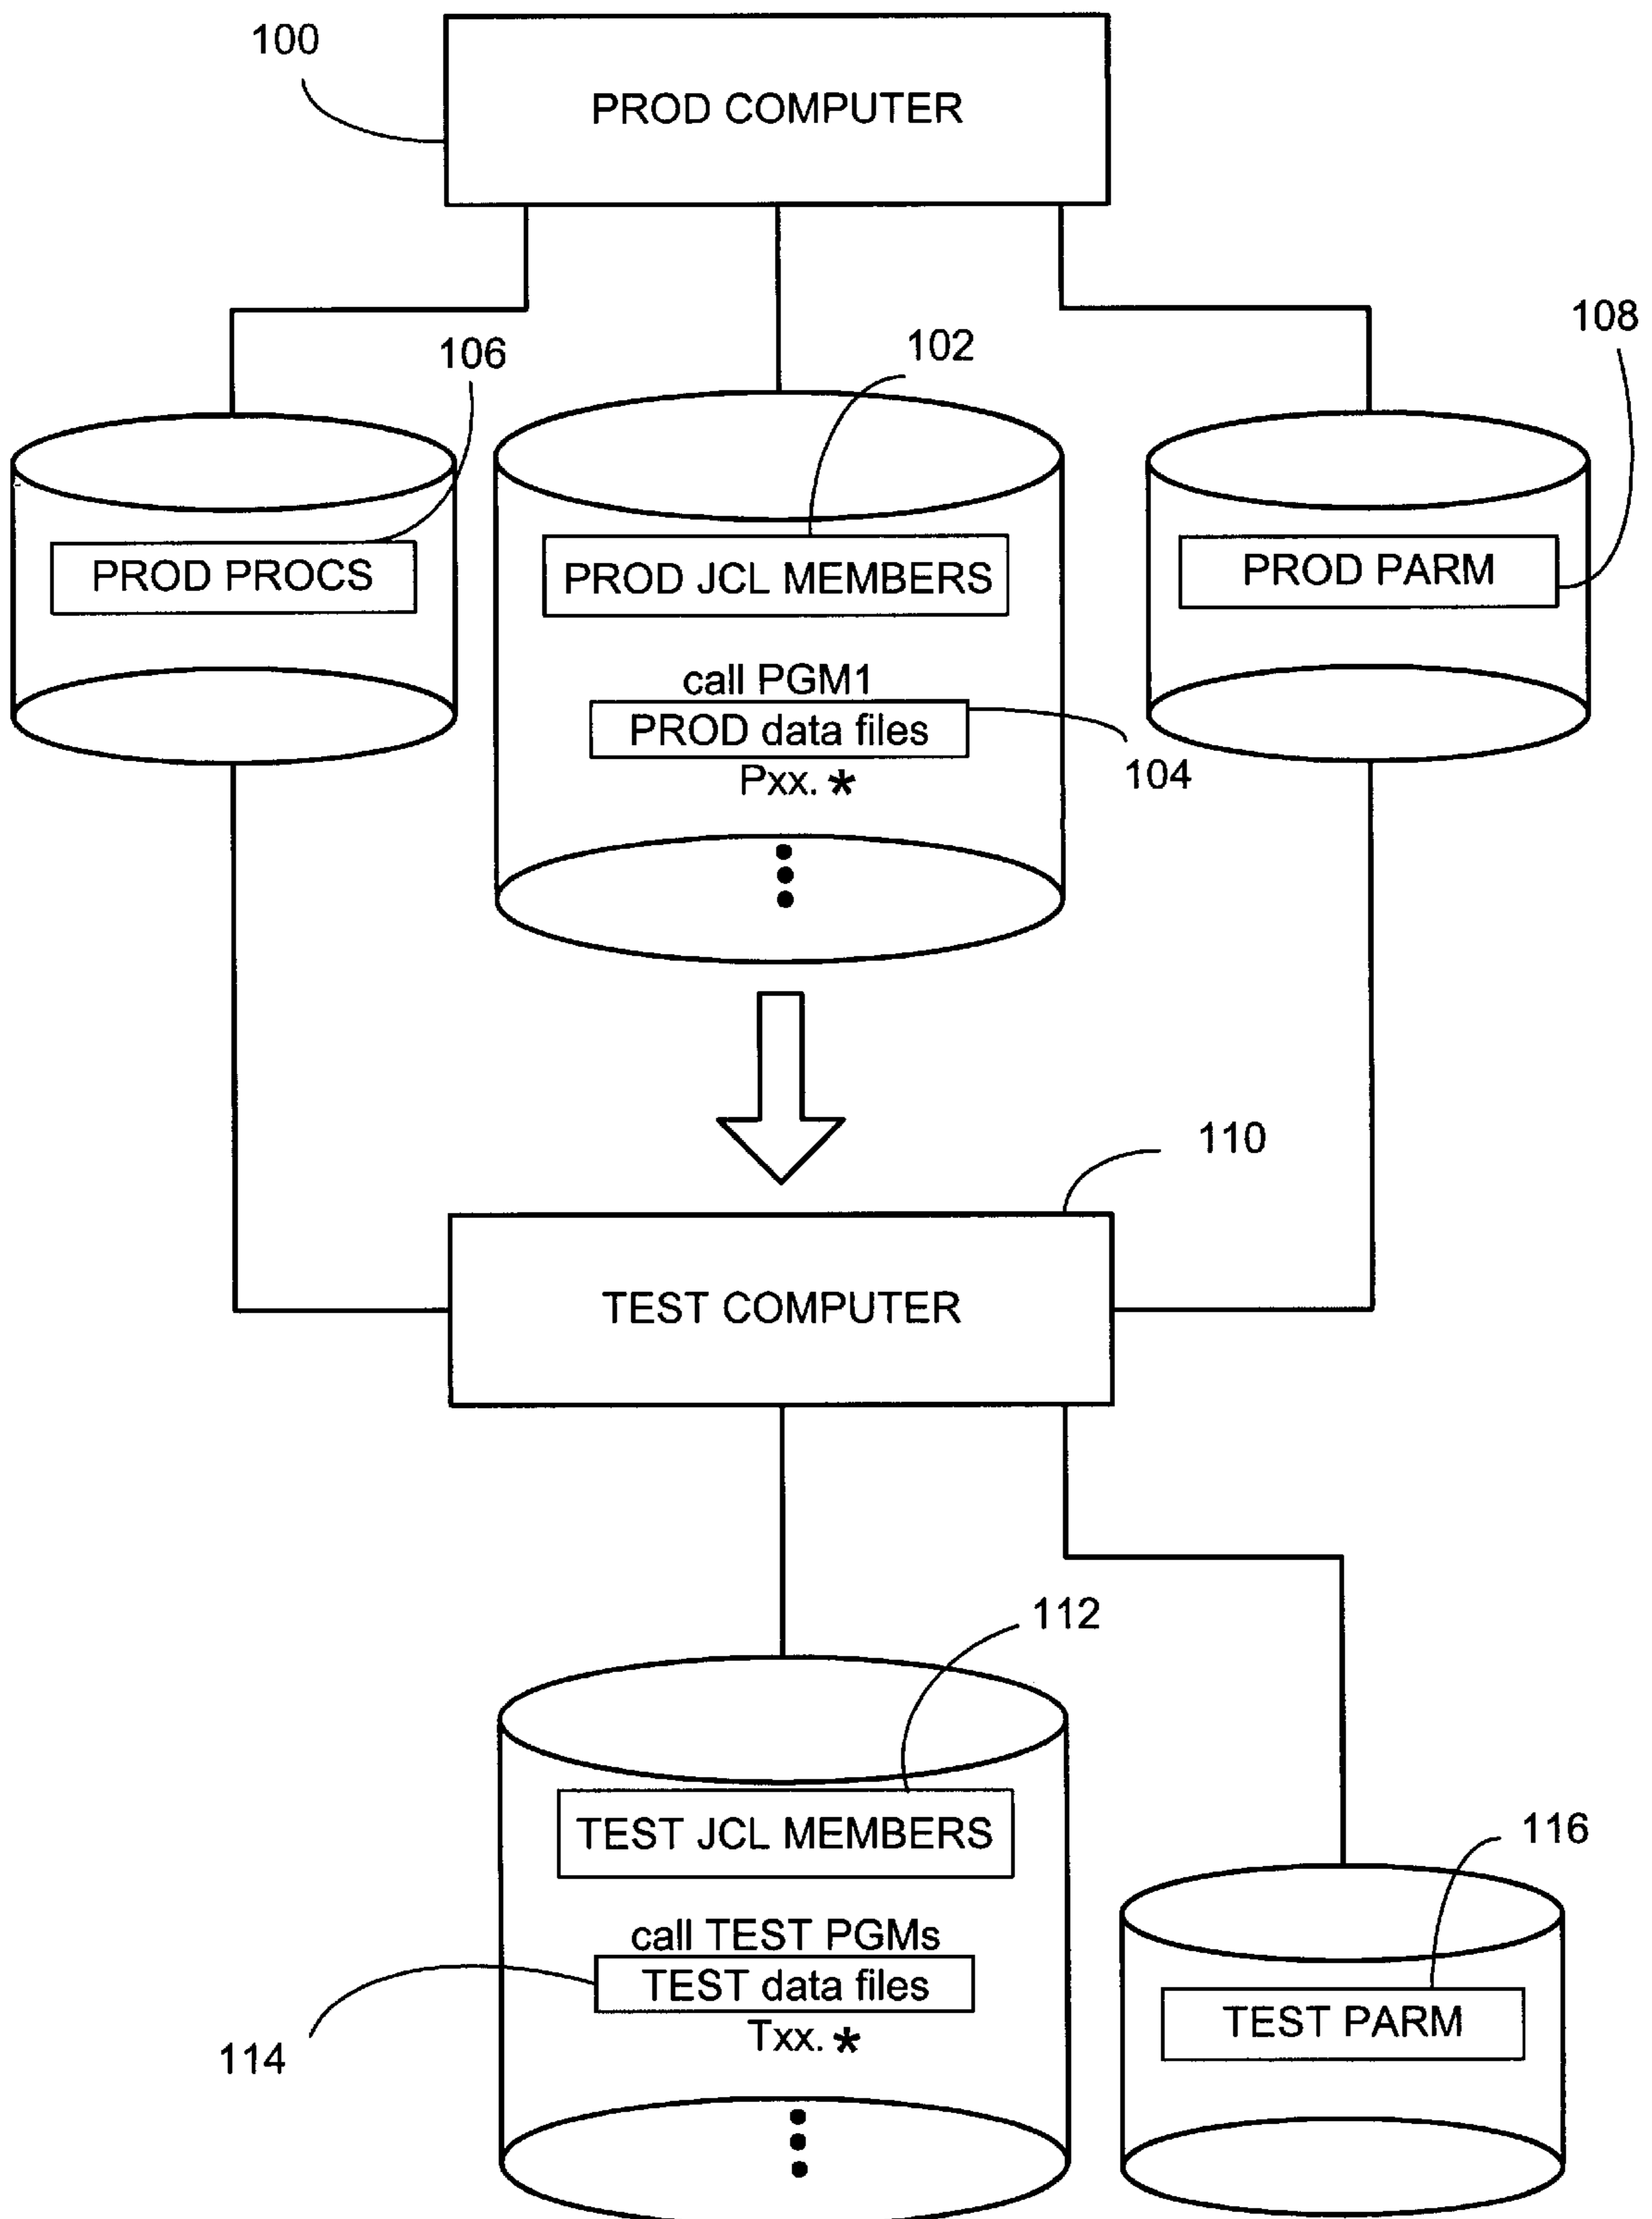 100
PROD COMPUTER
108
106
102
PROD PROCS
PROD JCL MEMBERS
PROD PARM
call PGM1
PROD data files
104
Pxx. *
110
TEST COMPUTER
112
TEST JCL MEMBERS
116
call TEST PGMs
TEST data files
TEST PARM
Txx. *
114